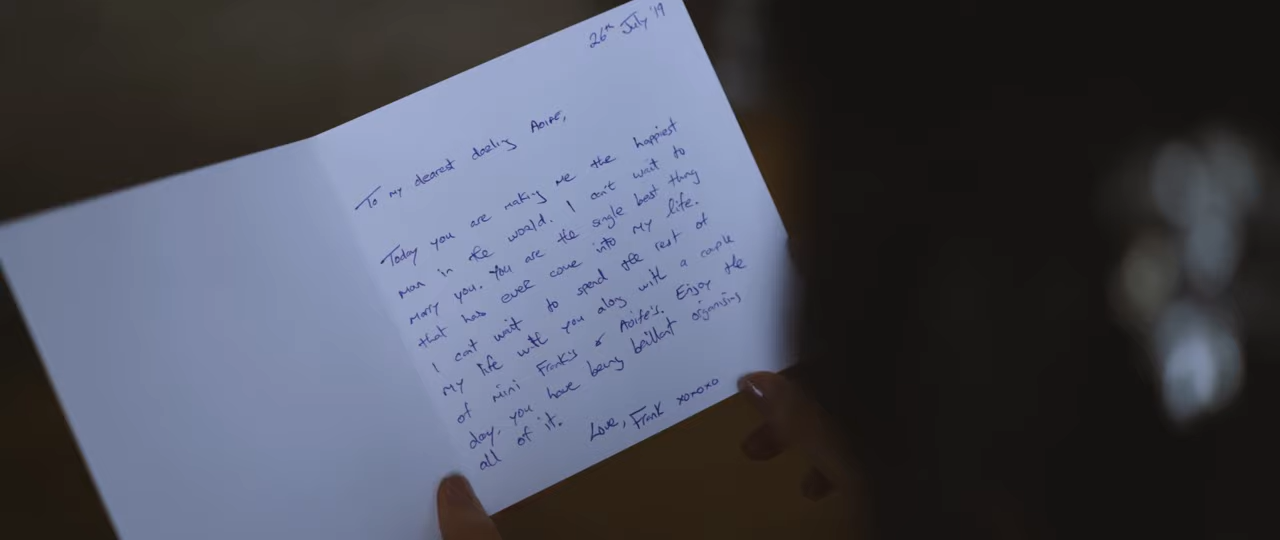 26th July '19
To my dearest darling Aoife,
Today you are making me the happiest
man in the world. I can't wait to
marry you. You are the single best thing
that has ever come into my life.
I cant wait to spend the rest of
my life with you along with a couple
of mini Frank's & Aoife's. Enjoy the
day, you have being brilliant organising
all of it.
Love, Frank xoxoxo